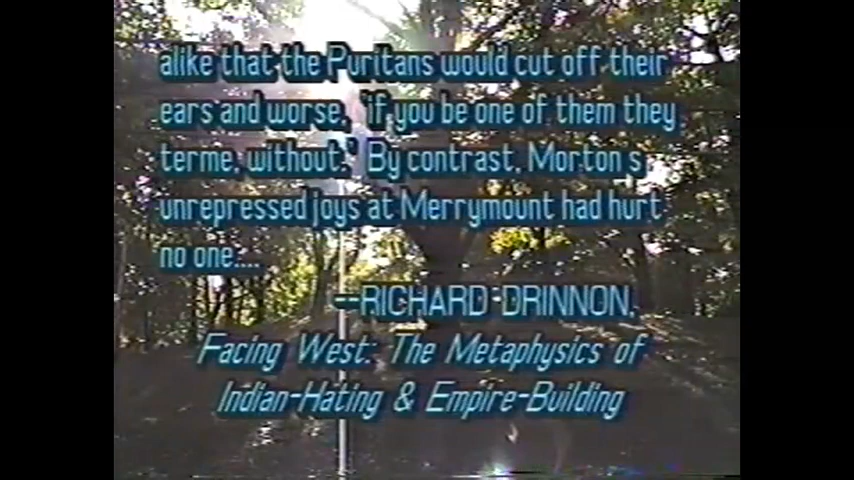 alike that the Puritans would cut off their
ears and worse, 'if you be one of them they
terme, without.' By contrast, Morton's
unrepressed joys at Merrymount had hurt
no one....
--RICHARD DRINNON,
Facing West: The Metaphysics of
Indian-Hating & Empire-Building